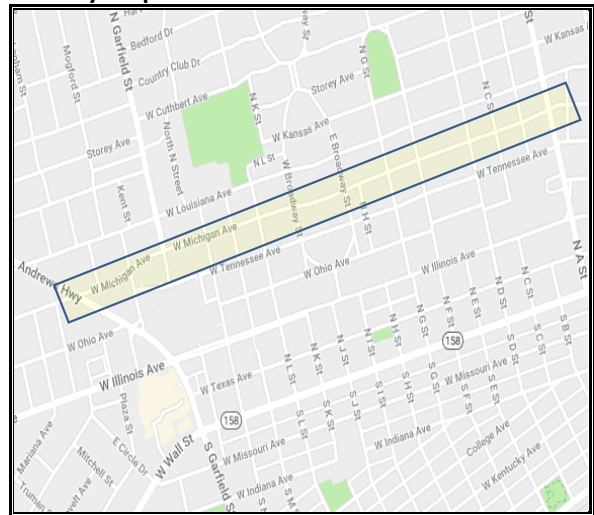 Bedford Dr
N Garfield St
Mogford St
Country Club Dr
W Cuthbert Ave
Storey Ave
North N Street
Kent St
N K St
N G St
Storey Ave
W Kansas Ave
W Kansas A
N C S
St
N L St
W Louisiana Ave
W Broadway St
E Broadway St
W Tennessee Ave
W Michigan Ave
W Michigan Ave
N H St
W Tennessee Ave
Andrews Hwy
W Ohio Ave
W Illinois Ave
N A St
W Ohio Ave
W Illinois Ave
Plaza St
W Texas Ave
N L St
N K St
N J St
N I St
N H St
N G St
N F St
N E St
N D St
N C St
S B St
158
S C St
S D St
S E St
S F St
S G St
S H St
S I St
S J St
S K St
S L St
W Missouri Ave
158
W Wall St
S Garfield S
W Missouri Ave
W Indiana Ave
College Ave
W Kentucky Ave
W Indiana Ave
S M S
Mariana Ave
Mitchell St
E Circle Dr
Truman S